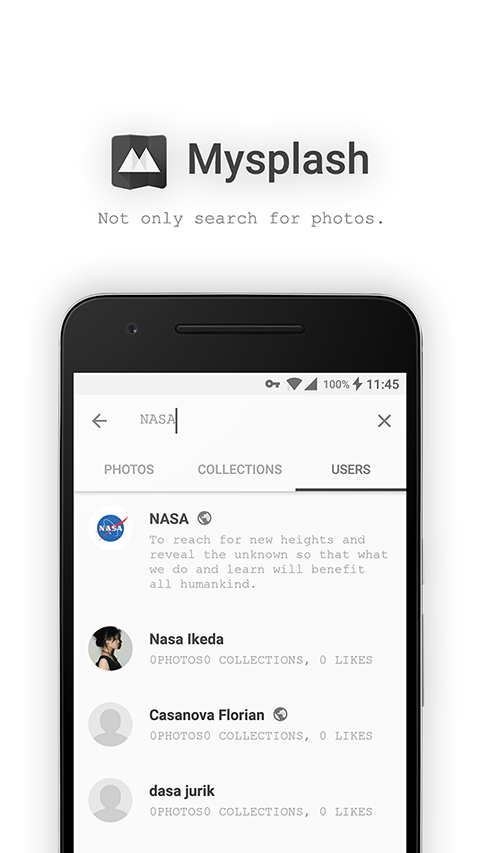 Mysplash
Not only search for photos.
100% 11:45
NASA
PHOTOS COLLECTIONS USERS
NASA
NASA
To reach for new heights and
reveal the unknown so that what
we do and learn will benefit
all humankind.
Nasa Ikeda
0PHOTOS0 COLLECTIONS, 0 LIKES
Casanova Florian
0PHOTOS0 COLLECTIONS, 0 LIKES
dasa jurik
0PHOTOS0 COLLECTIONS, 0 LIKES